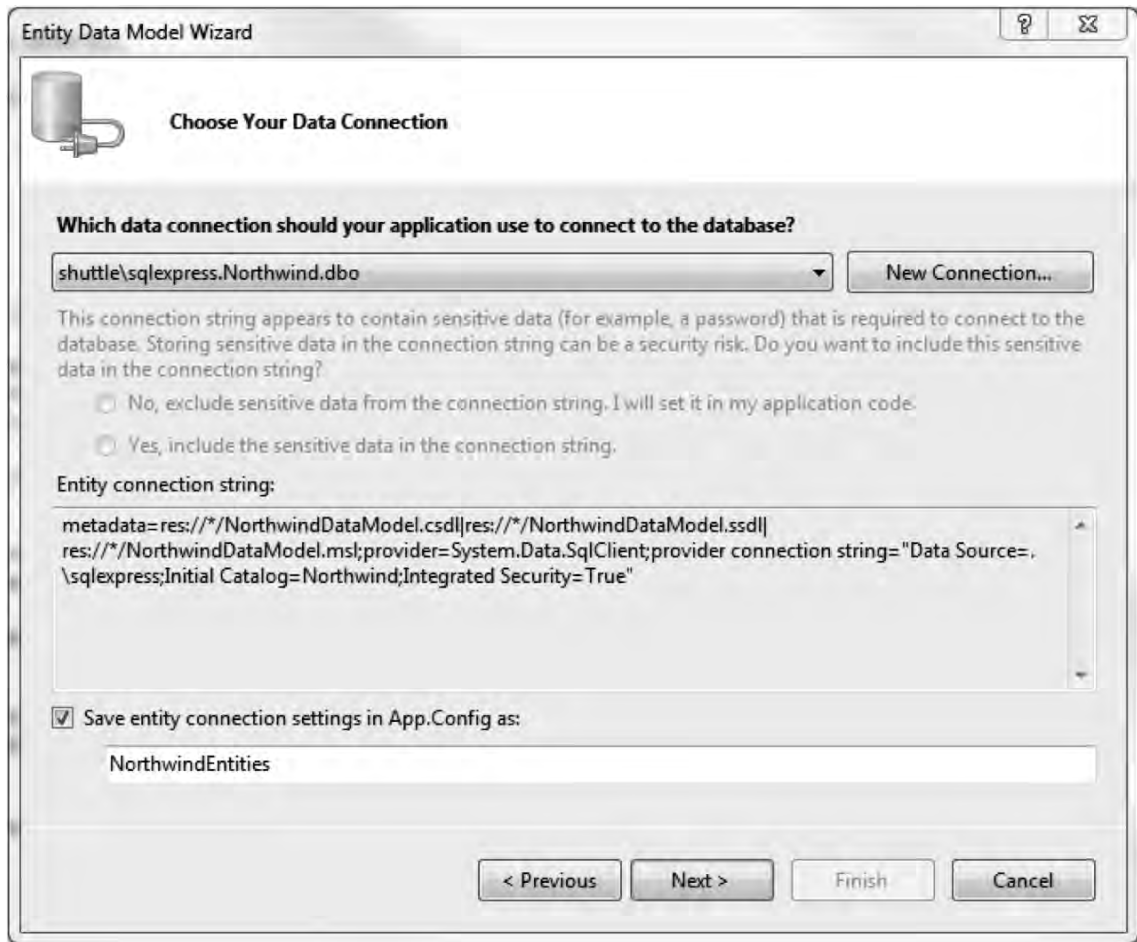 Entity Data Model Wizard
Choose Your Data Connection
Which data connection should your application use to connect to the database?
shuttle\sqlexpress.Northwind.dbo
New Connection...
This connection string appears to contain sensitive data (for example, a password) that is required to connect to the
database. Storing sensitive data in the connection string can be a security risk. Do you want to include this sensitive
data in the connection string?
No, exclude sensitive data from the connection string. I will set it in my application code.
Yes, include the sensitive data in the connection string.
Entity connection string:
metadata=res://*/NorthwindDataModel.csdl|res://*/NorthwindDataModel.ssdl|
res://*/NorthwindDataModel.msl;provider=System.Data.SqlClient;provider connection string="Data Source=.
\sqlexpress;Initial Catalog=Northwind;Integrated Security=True"
Save entity connection settings in App.Config as:
NorthwindEntities
< Previous
Next >
Finish
Cancel